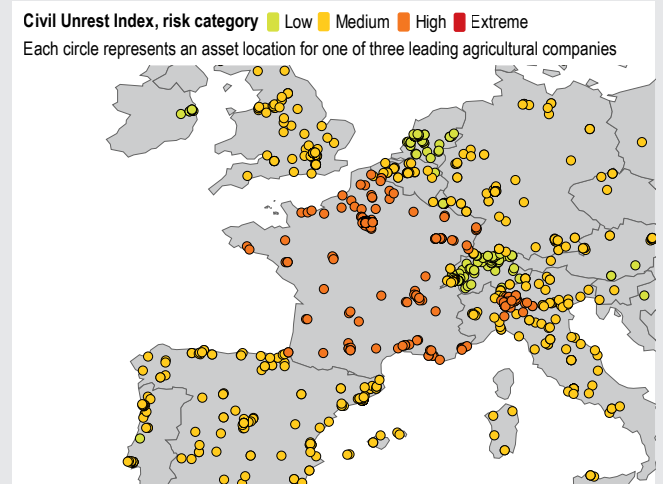 Civil Unrest Index, risk category Low Medium High Extreme
Each circle represents an asset location for one of three leading agricultural companies